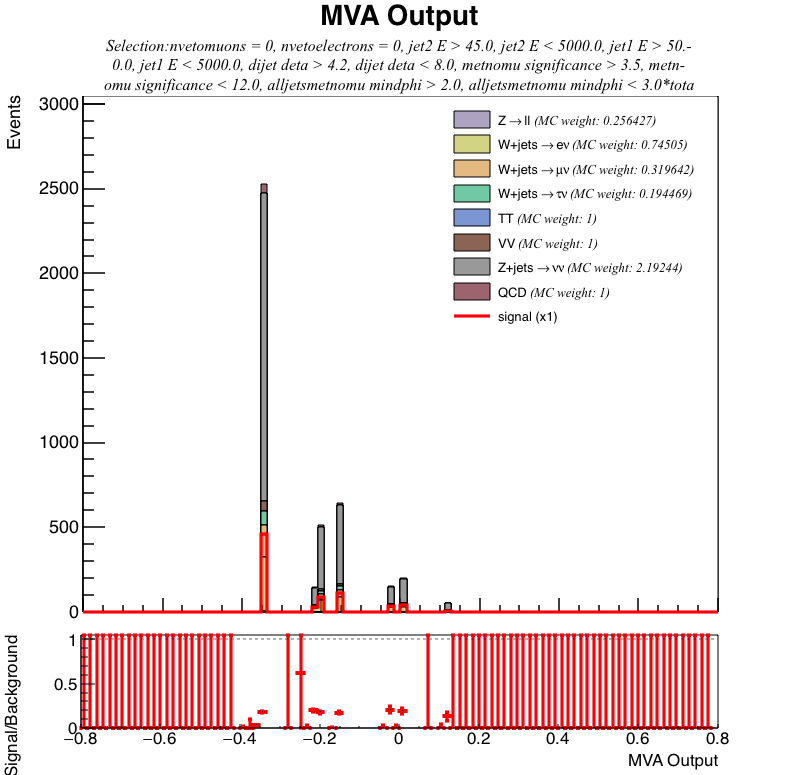 MVA Output
Selection:nvetomuons = 0, nvetoelectrons = 0, jet2 E > 45.0, jet2 E < 5000.0, jet1 E > 50.-
0.0, jet1 E < 5000.0, dijet deta > 4.2, dijet deta < 8.0, metnomu significance > 3.5, metn-
omu significance < 12.0, alljetsmetnomu mindphi > 2.0, alljetsmetnomu mindphi < 3.0*tota
Events
3000
2500
2000
1500
1000
500
0
Z→ll (MC weight: 0.256427)
W+jets→eν (MC weight: 0.74505)
W+jets→μν (MC weight: 0.319642)
W+jets→τν (MC weight: 0.194469)
TT (MC weight: 1)
VV (MC weight: 1)
Z+jets→νν (MC weight: 2.19244)
QCD (MC weight: 1)
signal (x1)
Signal/Background
1
0.5
0
−0.8 −0.6 −0.4 −0.2 0 0.2 0.4 0.6 0.8
MVA Output